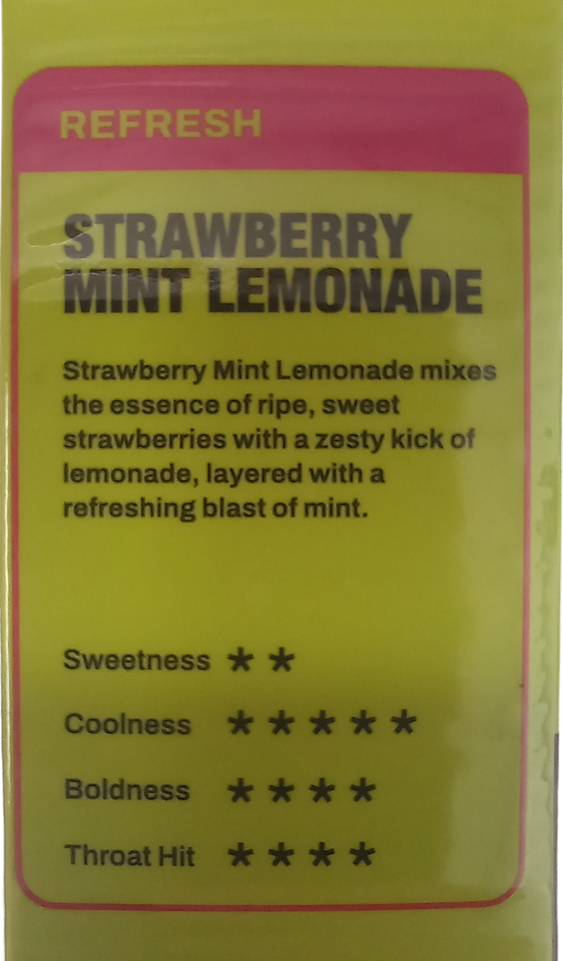 REFRESH
STRAWBERRY
MINT LEMONADE
Strawberry Mint Lemonade mixes
the essence of ripe, sweet
strawberries with a zesty kick of
lemonade, layered with a
refreshing blast of mint.
Sweetness * *
Coolness * * * * *
Boldness * * * *
Throat Hit * * * *